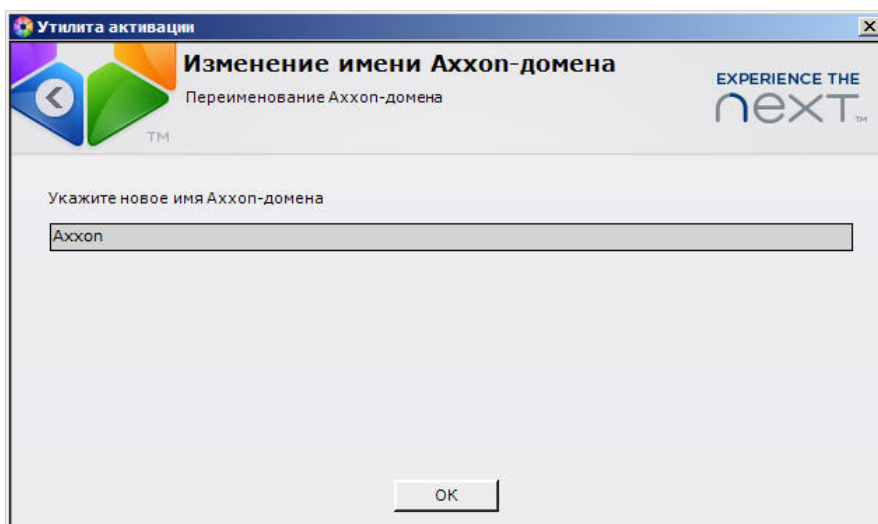 Утилита активации
Изменение имени Axxon-домена
Переименование Axxon-домена
EXPERIENCE THE
next
TM
TM
Укажите новое имя Axxon-домена
Axxon
OK